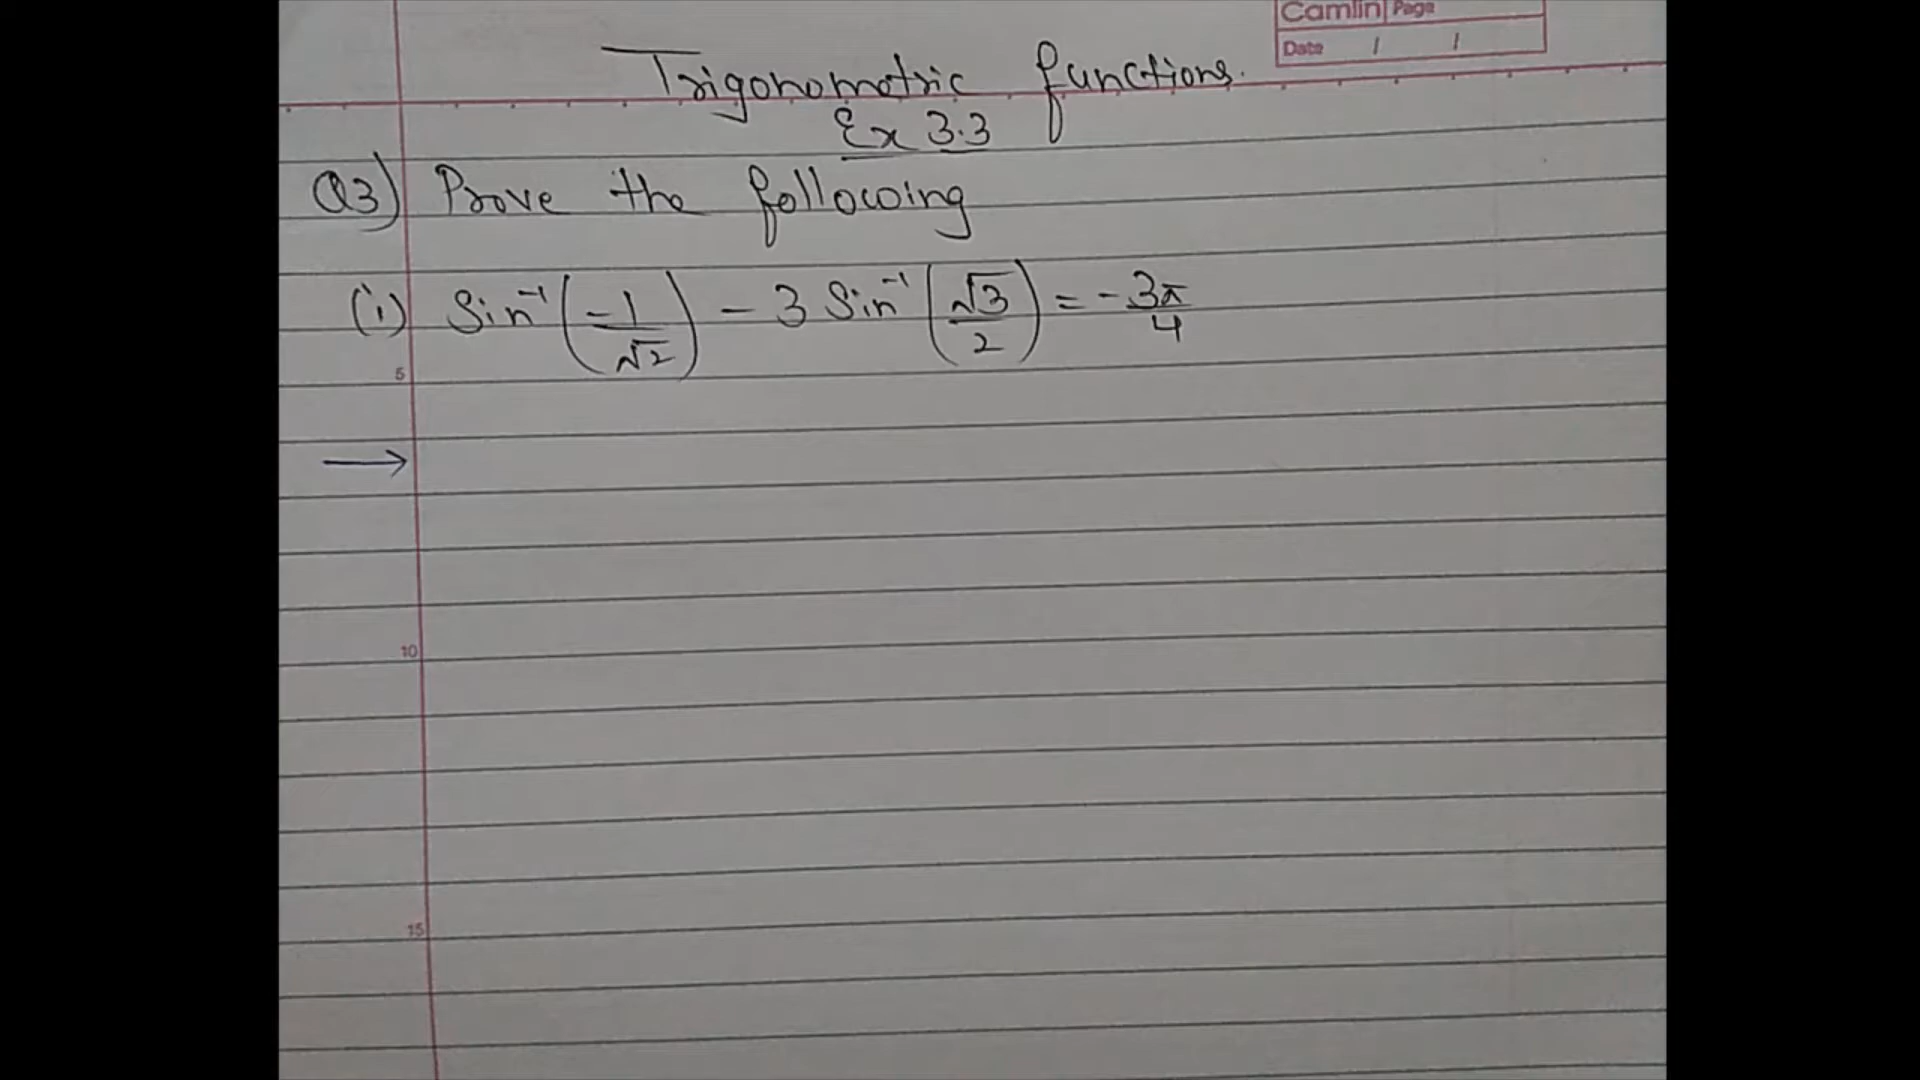 Camlin Page
Date / /
Trigonometric functions.
Ex 3.3
Q3) Prove the following
(i) Sin⁻¹(-1/√2) - 3 Sin⁻¹(√3/2) = -3π/4
5
→
10
15